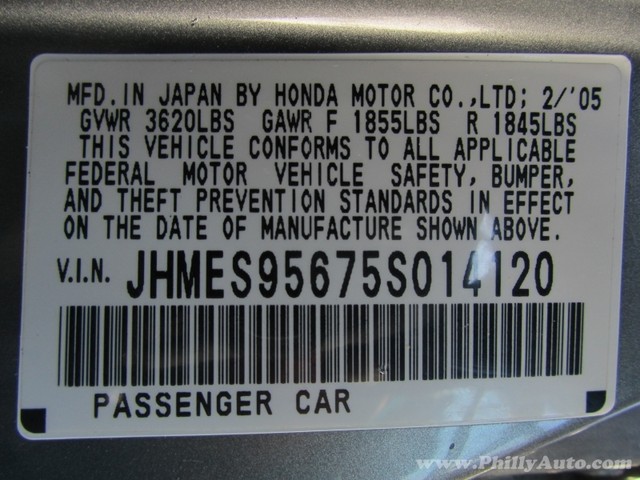 MFD. IN JAPAN BY HONDA MOTOR CO., LTD; 2/'05
GVWR 3620LBS GAWR F 1855LBS R 1845LBS
THIS VEHICLE CONFORMS TO ALL APPLICABLE
FEDERAL MOTOR VEHICLE SAFETY, BUMPER,
AND THEFT PREVENTION STANDARDS IN EFFECT
ON THE DATE OF MANUFACTURE SHOWN ABOVE.
V.I.N. JHMES95675S014120
PASSENGER CAR
www.PhillyAuto.com